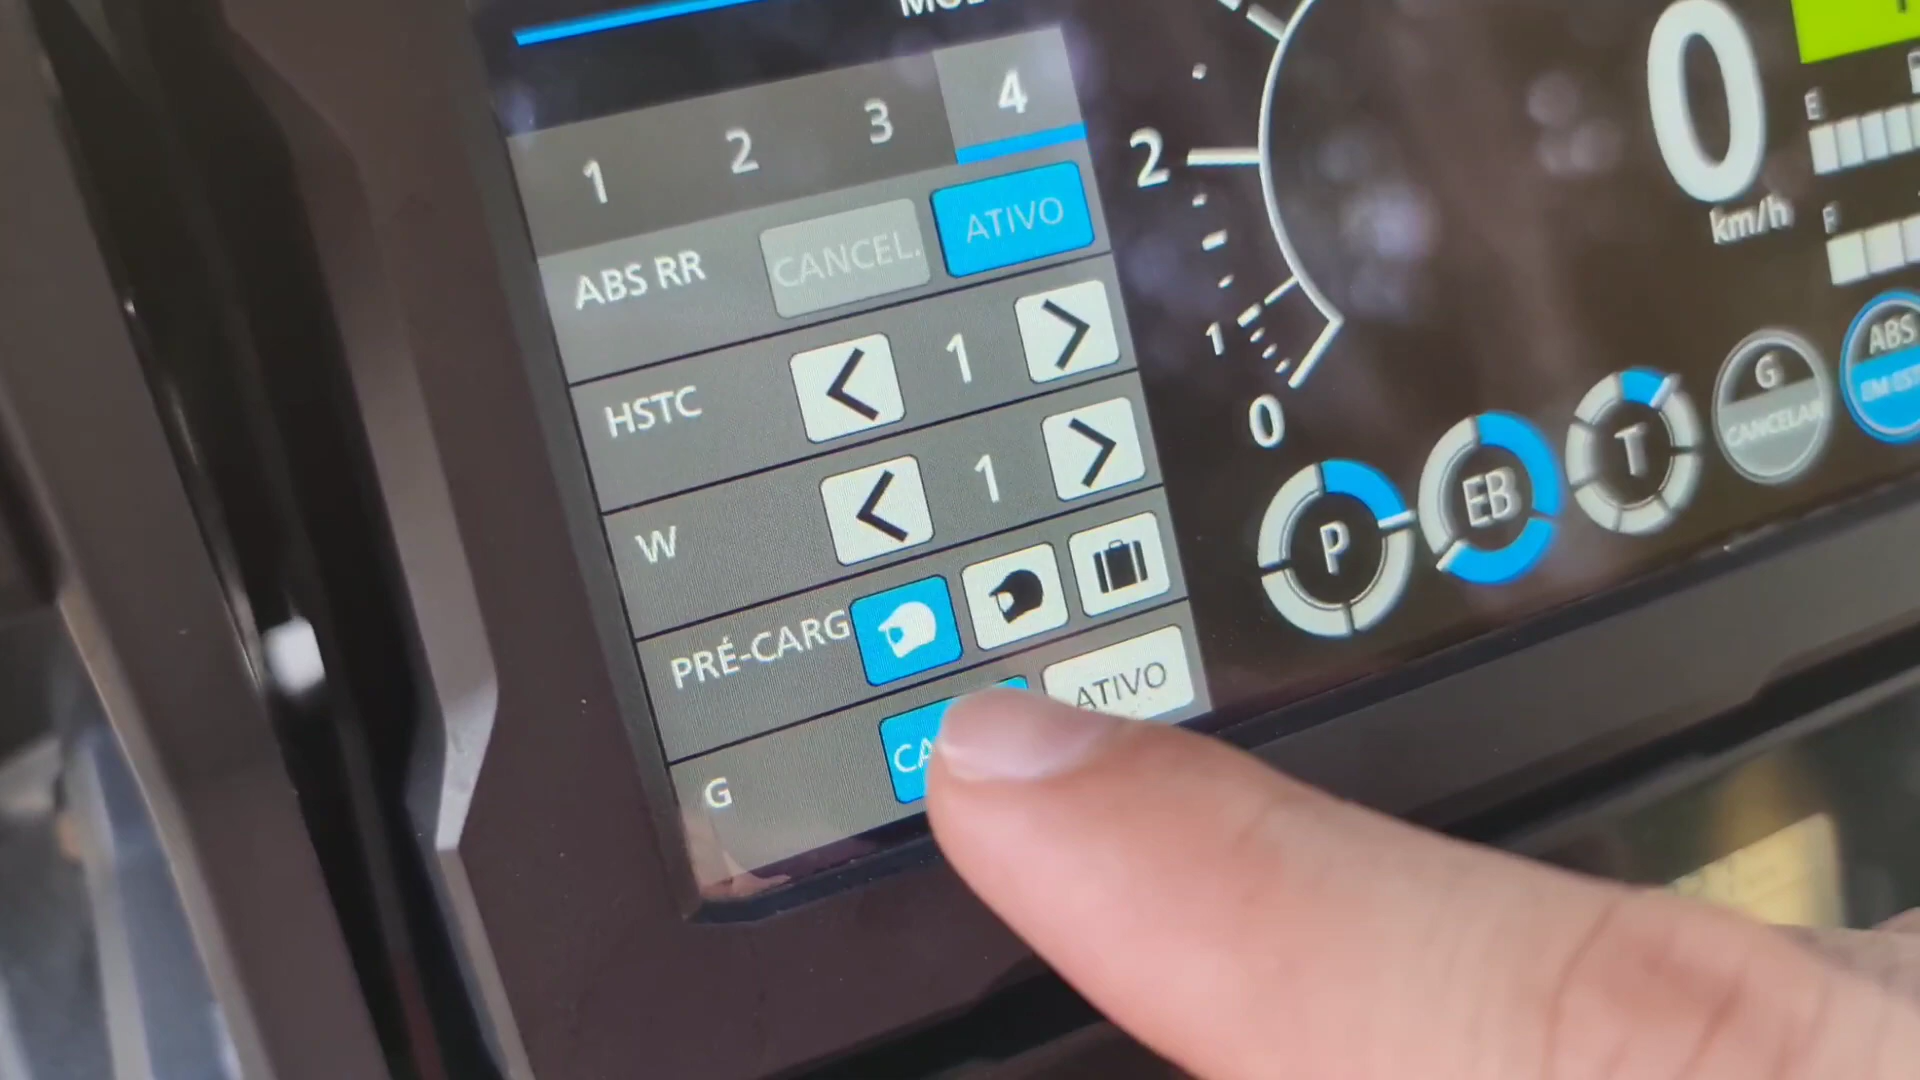 1 2 3 4
ABS RR CANCEL. ATIVO
HSTC 1
W 1
PRÉ-CARG
G ATIVO
2
1
0
0
km/h
E
F
P
EB
T
G
CANCELAR
ABS